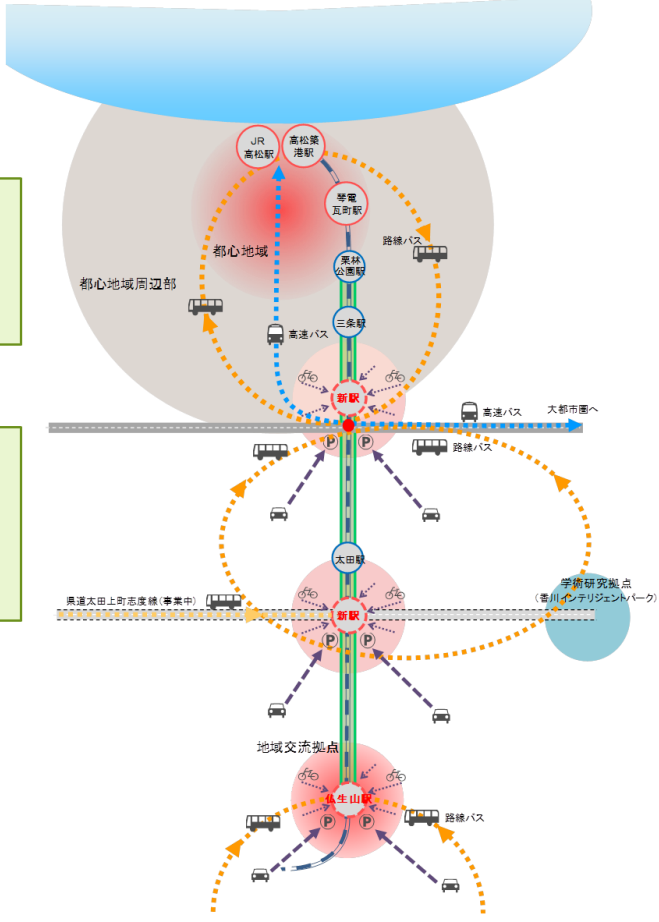 JR
高松駅
高松築
港駅
琴電
瓦町駅
路線バス
都心地域
栗林
公園駅
都心地域周辺部
三条駅
高速バス
新駅
高速バス
大都市圏へ
P
P
路線バス
太田駅
学術研究拠点
(香川インテリジェントパーク)
県道太田上町志度線(事業中)
新駅
P
P
地域交流拠点
仏生山駅
P
P
路線バス